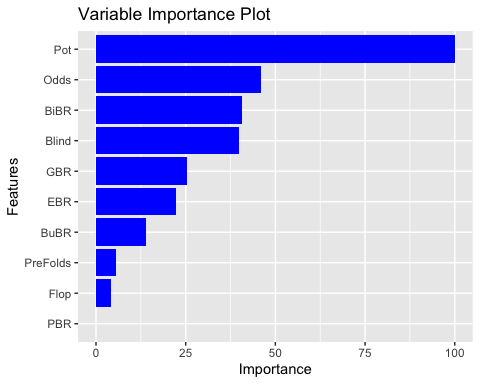 Variable Importance Plot
Features
Pot
Odds
BiBR
Blind
GBR
EBR
BuBR
PreFolds
Flop
PBR
0 25 50 75 100
Importance